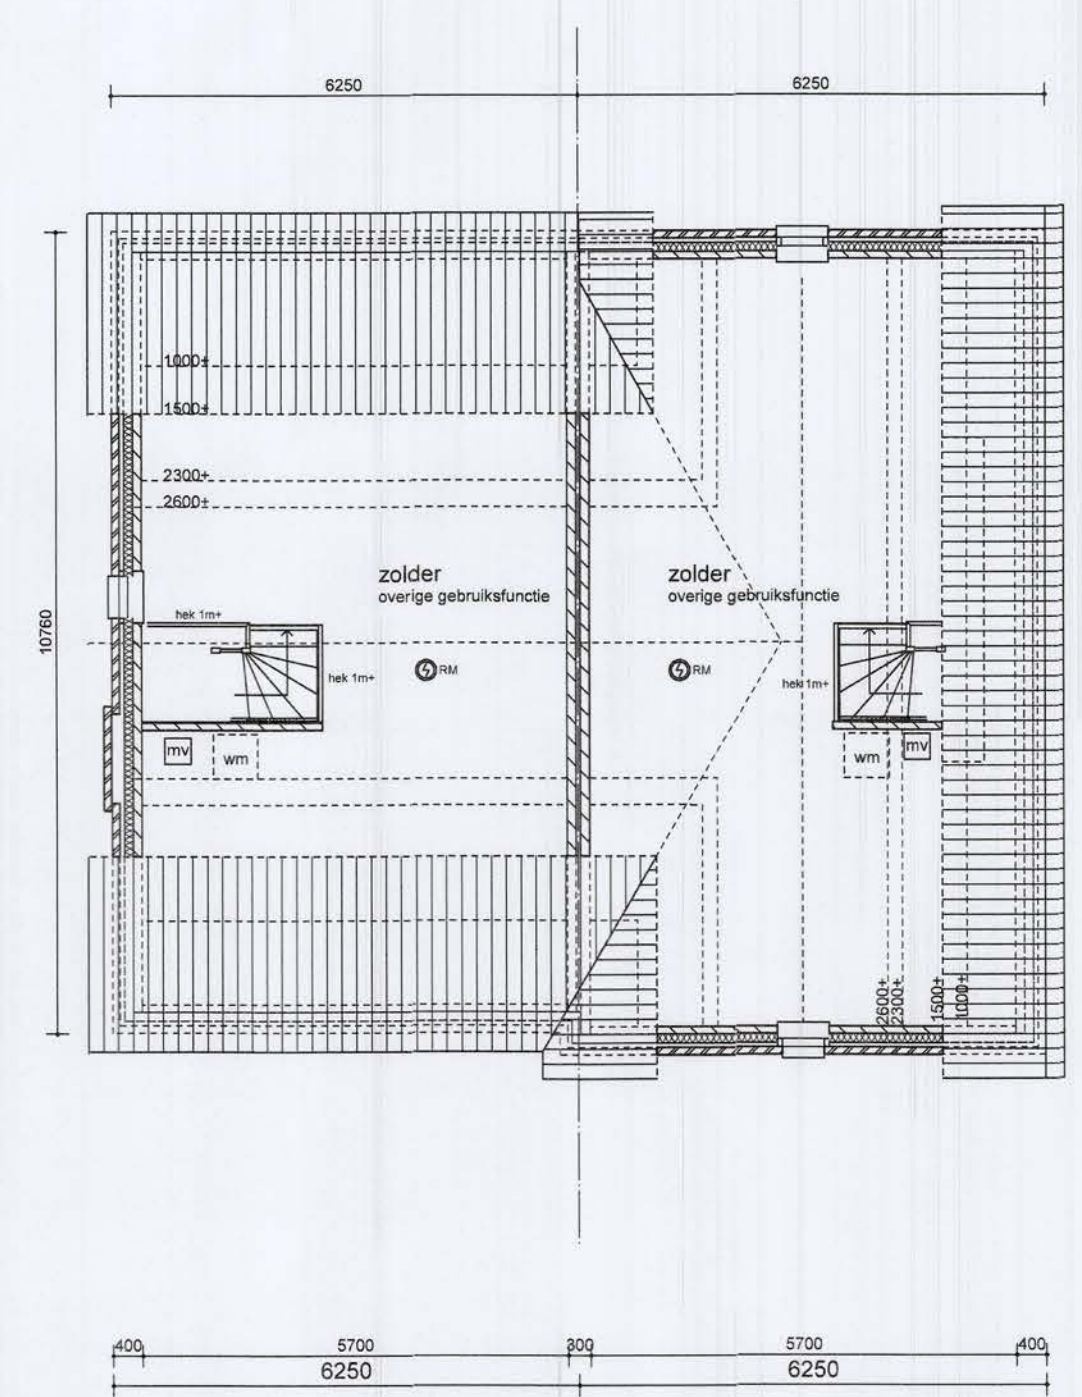 6250 6250
1000+
1500+
2300+
2600+
zolder zolder
overige gebruiksfunctie overige gebruiksfunctie
10760
hek 1m+
hek 1m+ RM RM hek 1m+
mv wm wm mv
2600+ 2300+ 1500+ 1000+
400 5700 300 5700 400
6250 6250